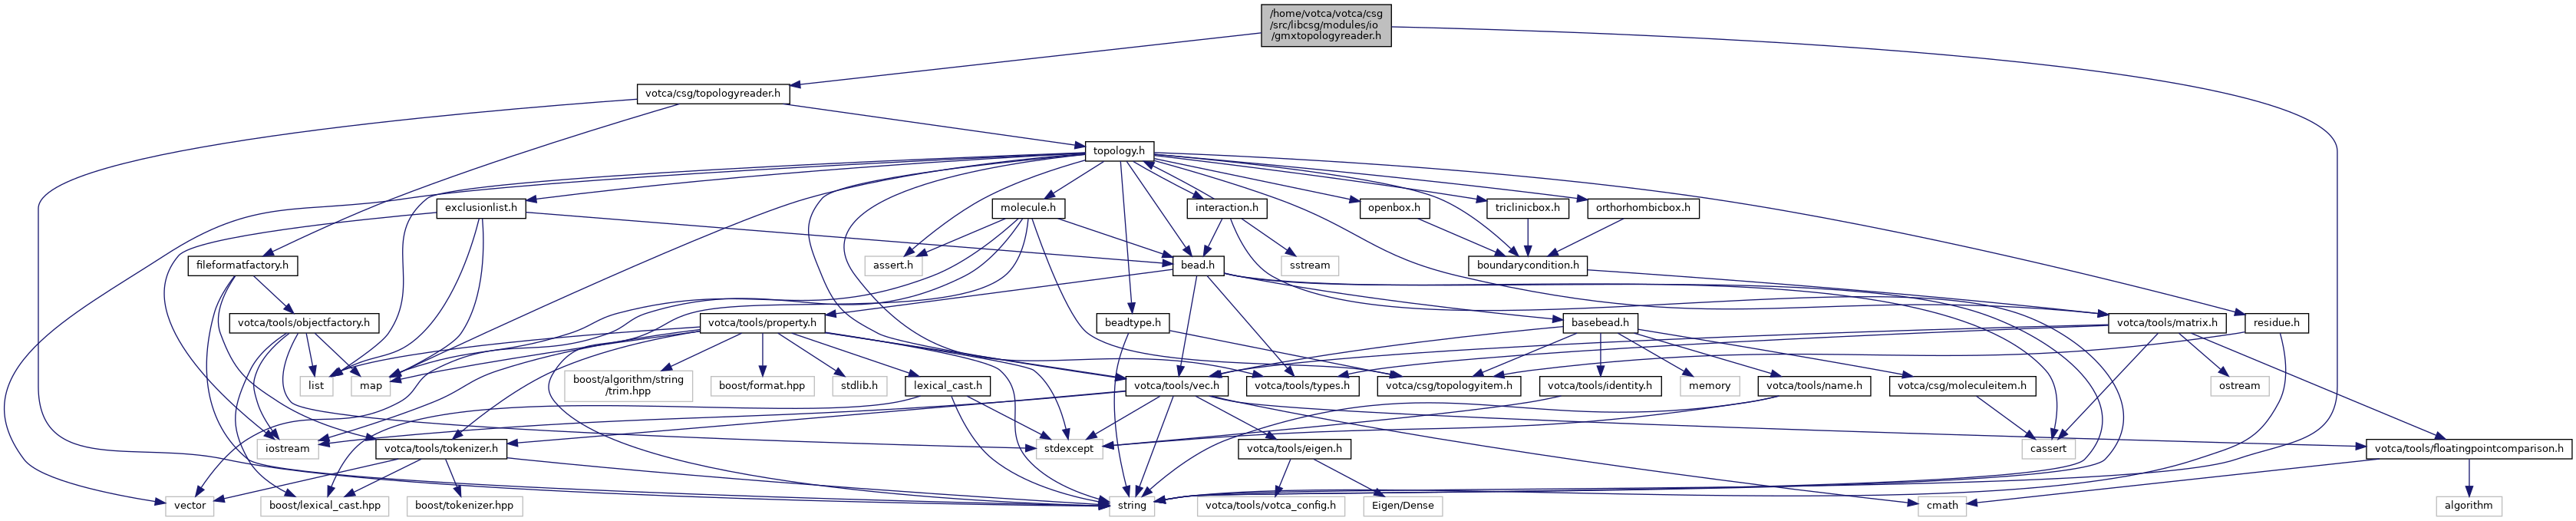 /home/votca/votca/csg
/src/libcsg/modules/io
/gmxtopologyreader.h
votca/csg/topologyreader.h
topology.h
exclusionlist.h
molecule.h
interaction.h
openbox.h
triclinicbox.h
orthorhombicbox.h
fileformatfactory.h
assert.h
bead.h
sstream
boundarycondition.h
votca/tools/objectfactory.h
votca/tools/property.h
beadtype.h
basebead.h
votca/tools/matrix.h
residue.h
list
map
boost/algorithm/string
/trim.hpp
boost/format.hpp
stdlib.h
lexical_cast.h
votca/tools/vec.h
votca/tools/types.h
votca/csg/topologyitem.h
votca/tools/identity.h
memory
votca/tools/name.h
votca/csg/moleculeitem.h
ostream
iostream
votca/tools/tokenizer.h
stdexcept
votca/tools/eigen.h
cassert
votca/tools/floatingpointcomparison.h
vector
boost/lexical_cast.hpp
boost/tokenizer.hpp
string
votca/tools/votca_config.h
Eigen/Dense
cmath
algorithm